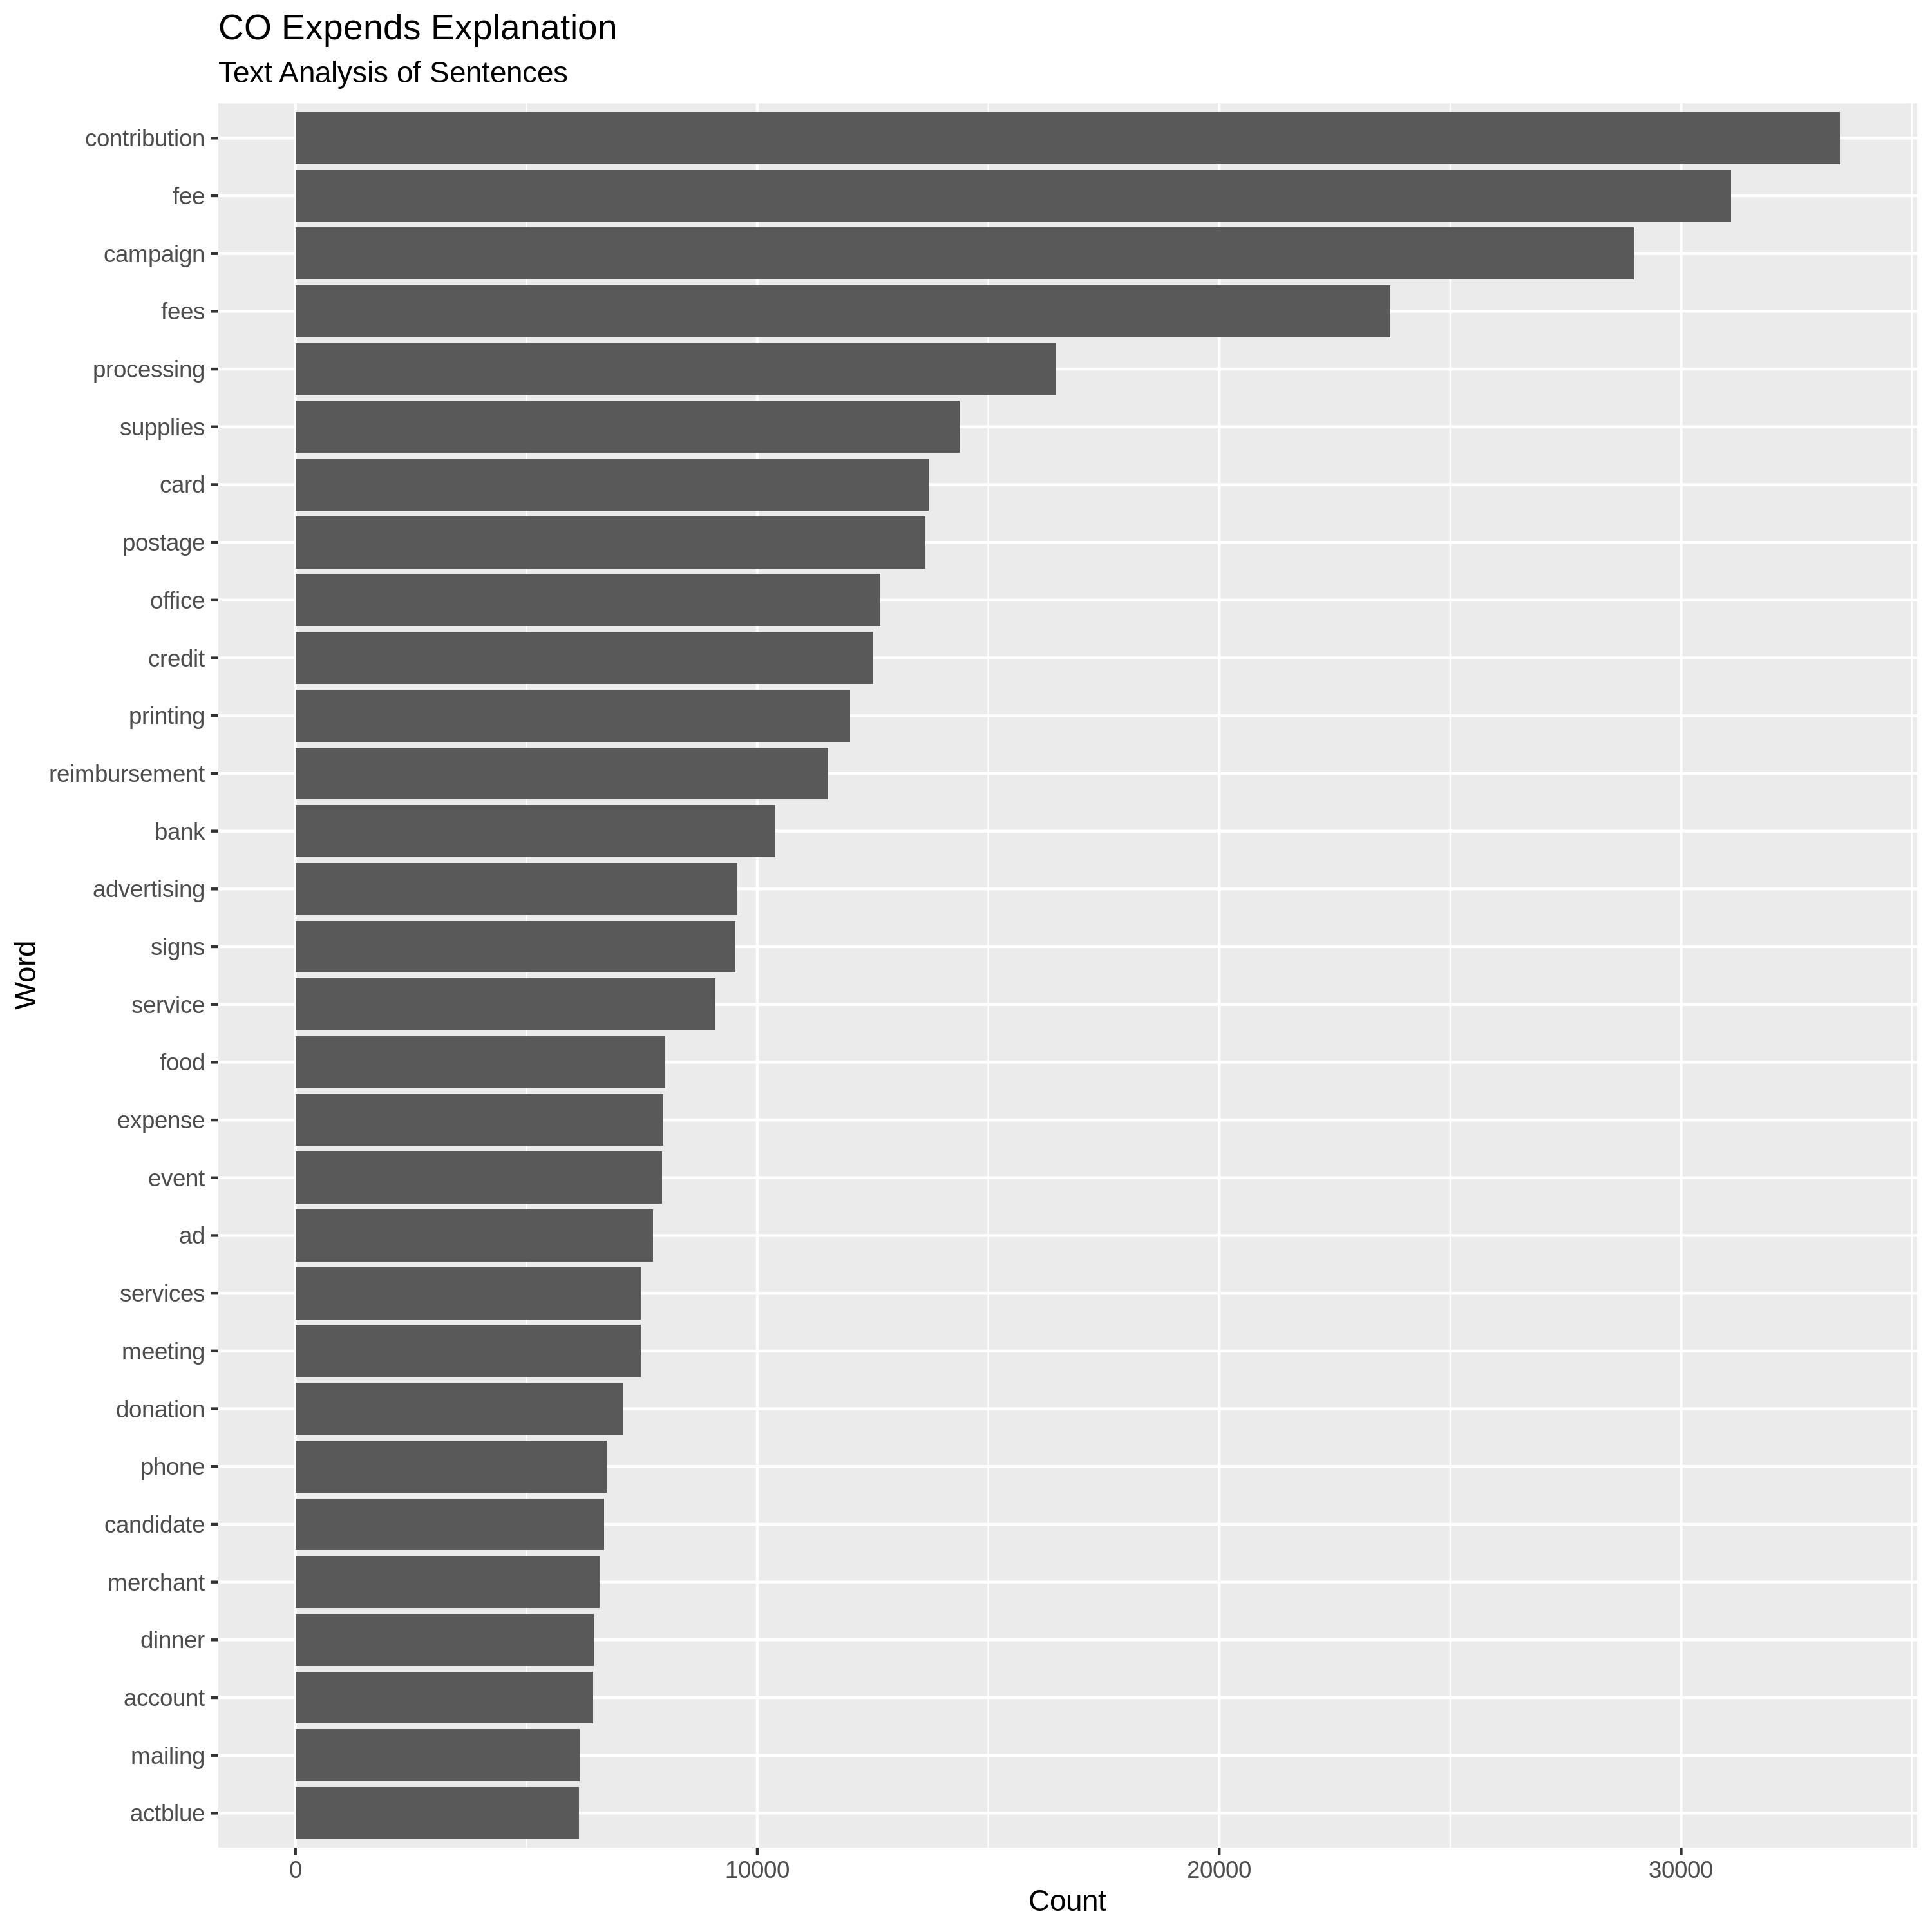 CO Expends Explanation
Text Analysis of Sentences
contribution
fee
campaign
fees
processing
supplies
card
postage
office
credit
printing
reimbursement
bank
advertising
signs
service
food
expense
event
ad
services
meeting
donation
phone
candidate
merchant
dinner
account
mailing
actblue
Word
0 10000 20000 30000
Count